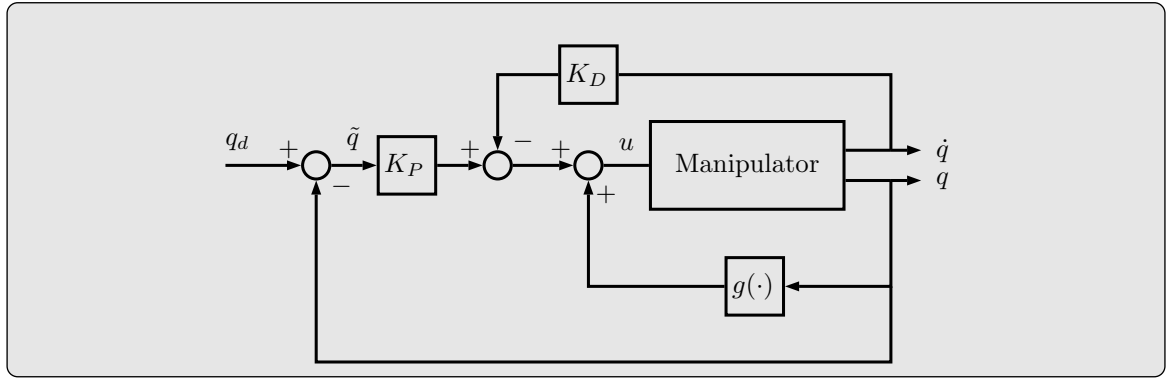 K_D
q_d + q̃ K_P + − + u Manipulator q̇
− + q
g(·)